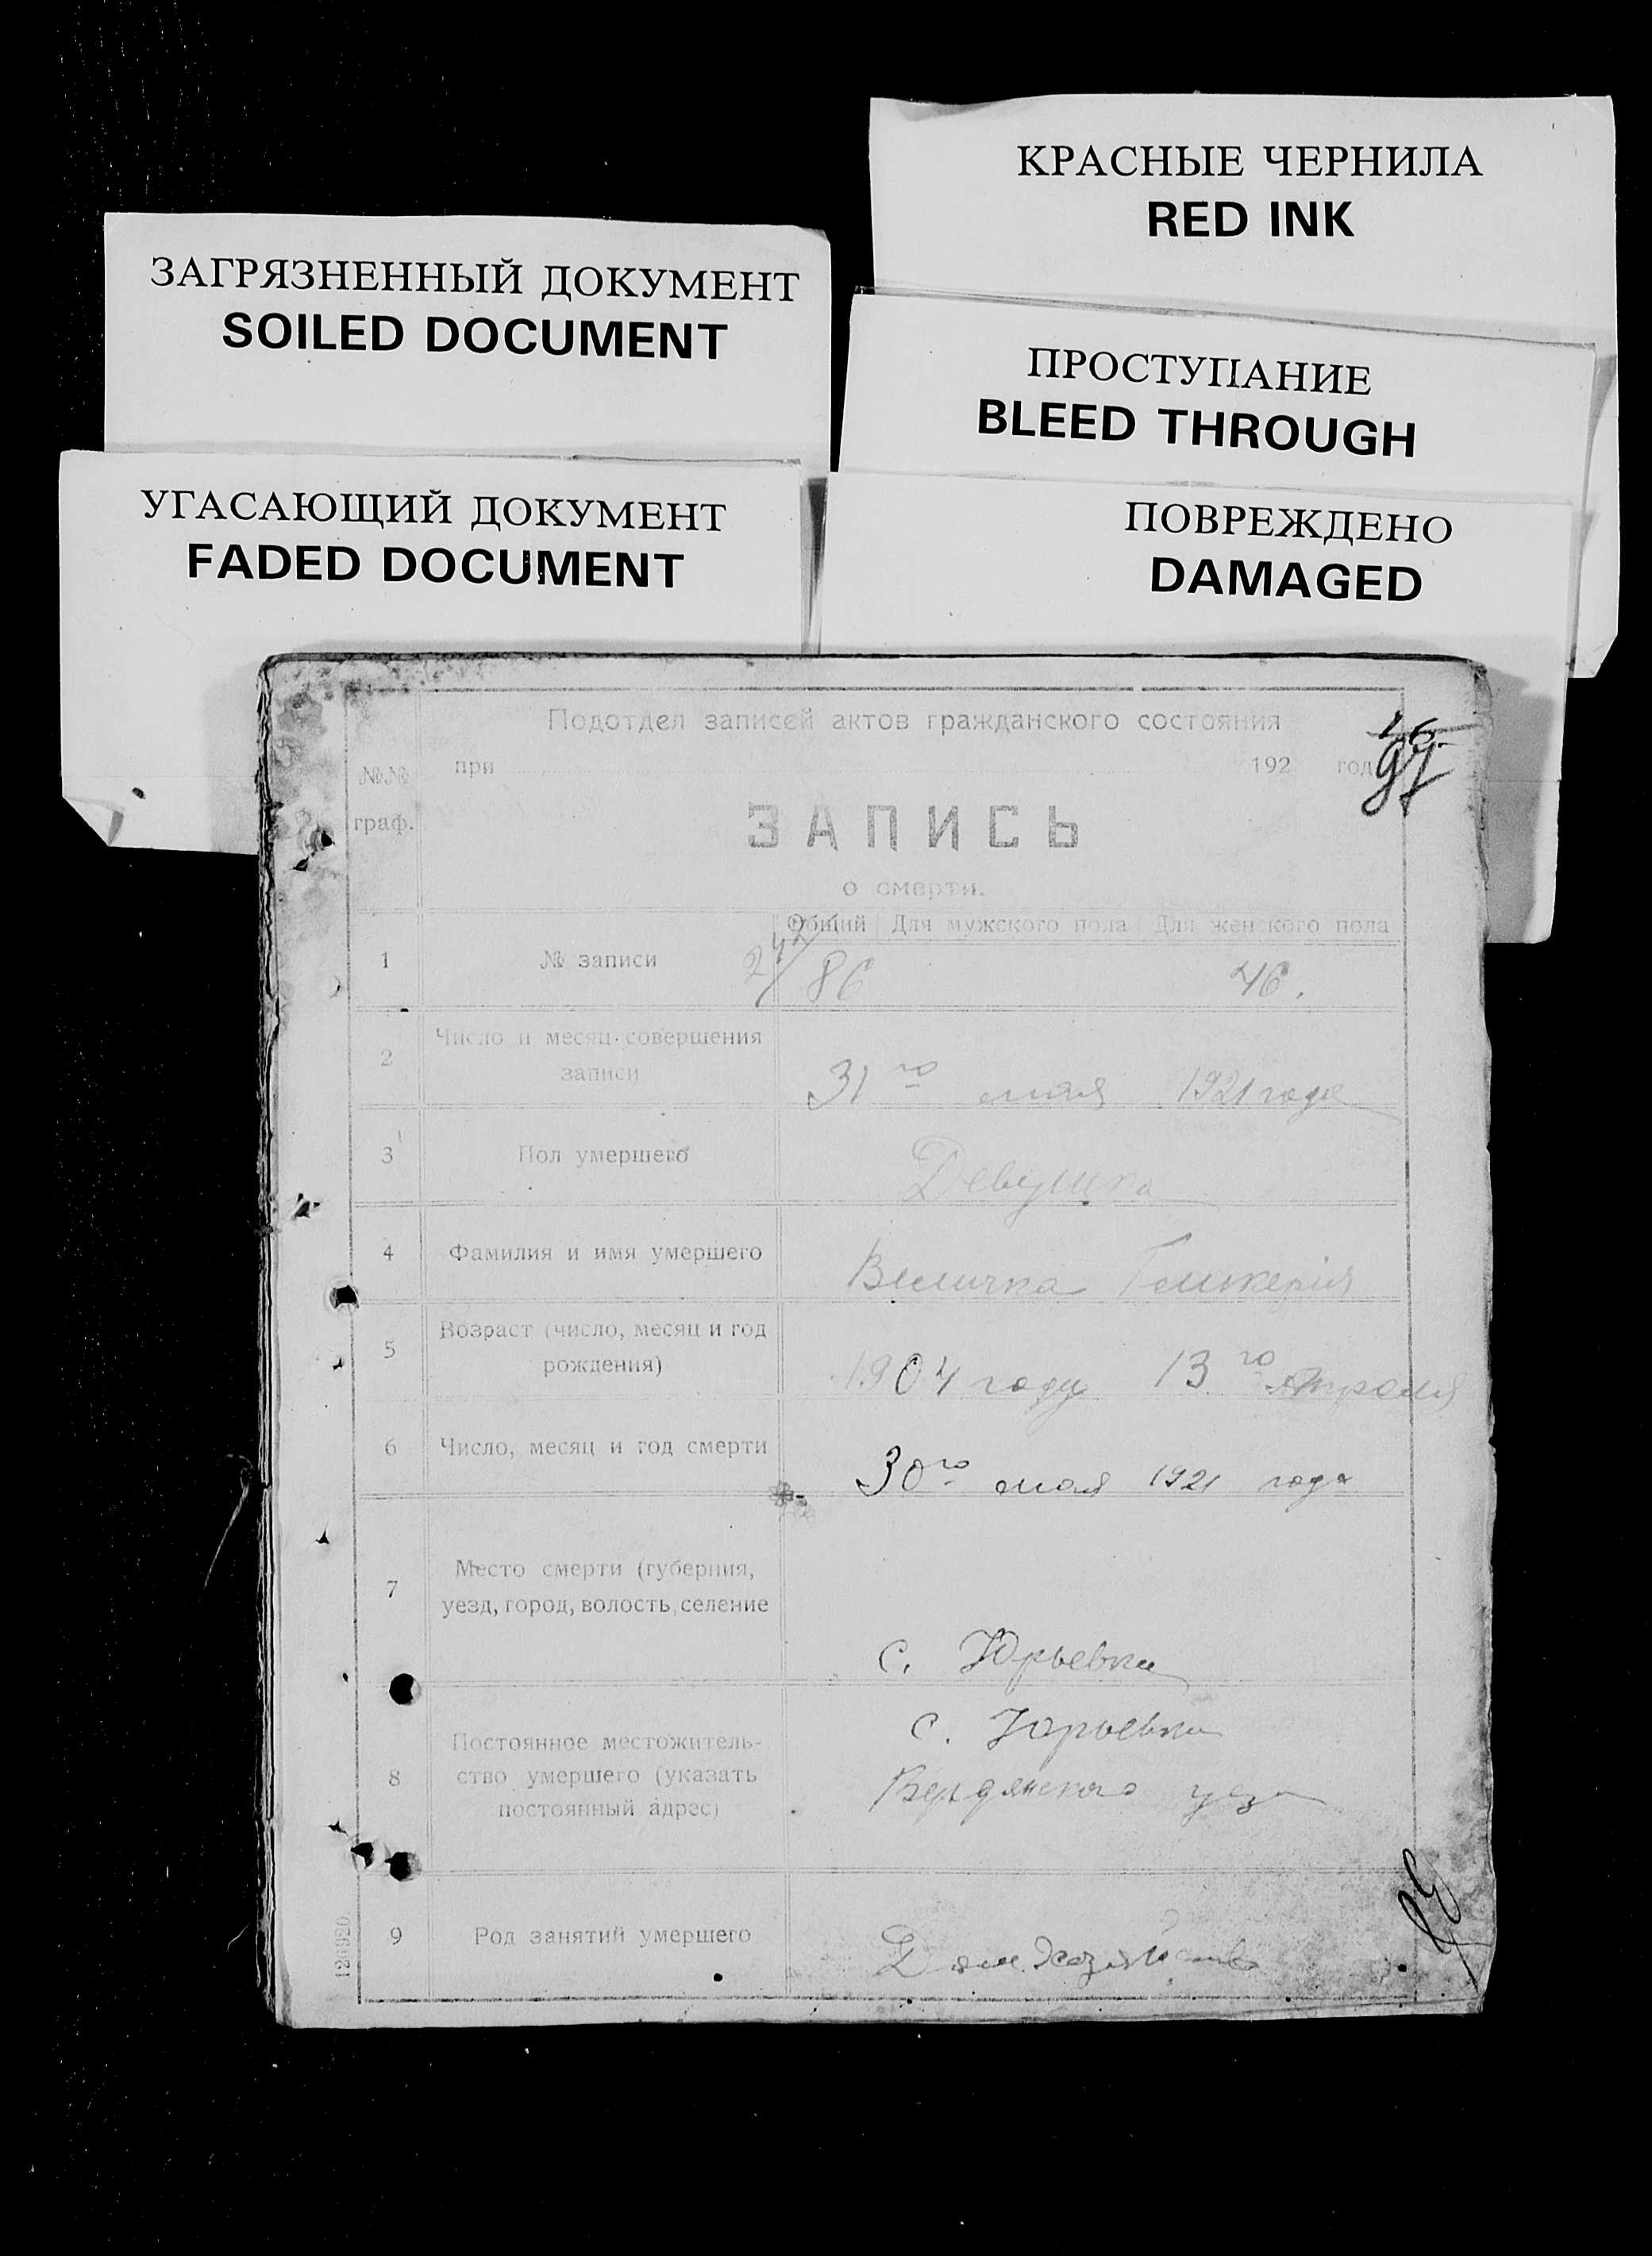 КРАСНЫЕ ЧЕРНИЛА
RED INK
ЗАГРЯЗНЕННЫЙ ДОКУМЕНТ
SOILED DOCUMENT
ПРОСТУПАНИЕ
BLEED THROUGH
УГАСАЮЩИЙ ДОКУМЕНТ
FADED DOCUMENT
ПОВРЕЖДЕНО
DAMAGED
Подотдел записей актов гражданского состояния
при 192 год
№№
граф.
ЗАПИСЬ
о смерти.
Общий Для мужского пола Для женского пола
1 № записи 86 46.
2 Число и месяц совершения
записи
31го мая 1921 года
3 Пол умершего Девушка
4 Фамилия и имя умершего
5 Возраст (число, месяц и год
рождения)
1904 году 13го Апреля
6 Число, месяц и год смерти 30го мая 1921 года
7 Место смерти (губерния,
уезд, город, волость, селение
с. Юрьевка
8 Постоянное местожитель-
ство умершего (указать
постоянный адрес)
с. Юрьевка
Бердянского уез
9 Род занятий умершего
126920